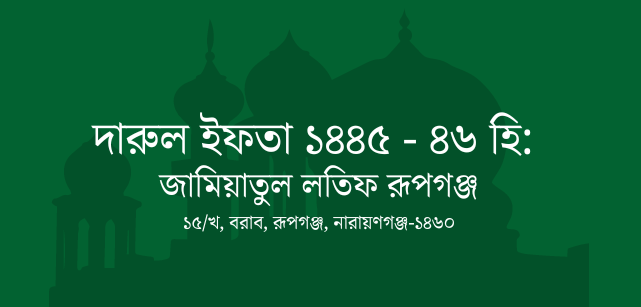 দারুল ইফতা ১৪৪৫ - ৪৬ হি:
জামিয়াতুল লতিফ রূপগঞ্জ
১৫/খ, বরাব, রূপগঞ্জ, নারায়ণগঞ্জ-১৪৬০